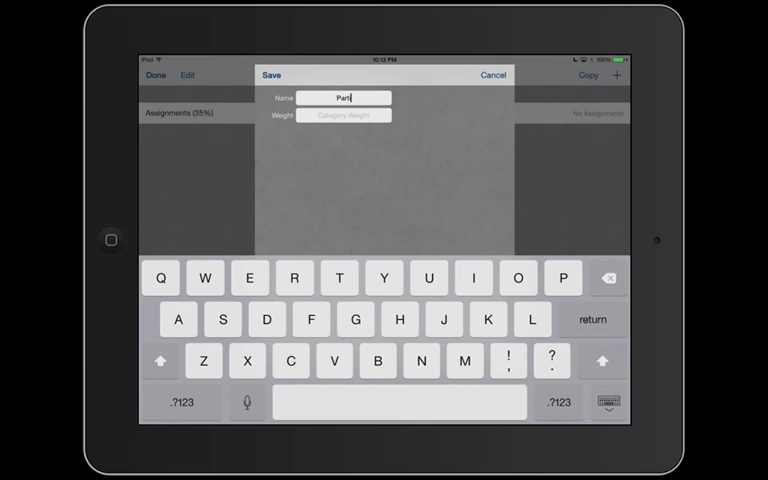 iPad 10:13 PM 100%
Done Edit Save Cancel Copy +
Name Parti
Weight Category Weight
Assignments (35%) No Assignments
Q W E R T Y U I O P
A S D F G H J K L return
Z X C V B N M ! , ? .
.?123 .?123